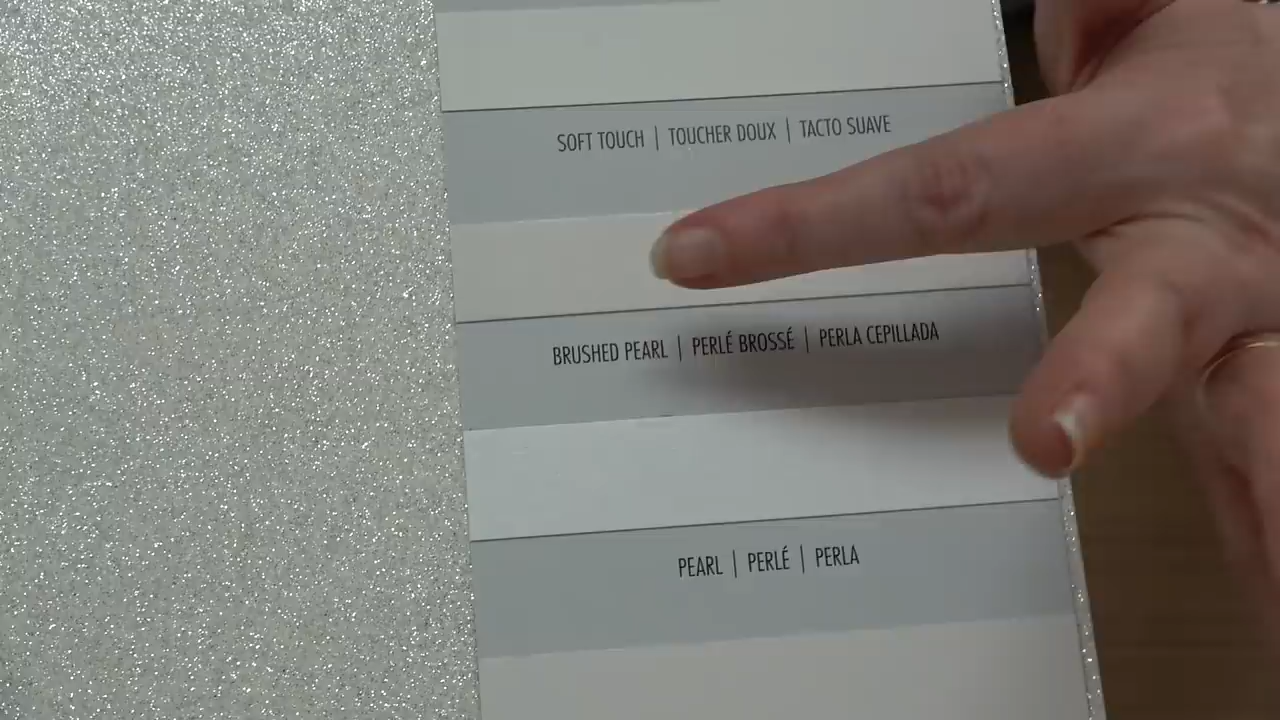 SOFT TOUCH | TOUCHER DOUX | TACTO SUAVE
BRUSHED PEARL | PERLÉ BROSSÉ | PERLA CEPILLADA
PEARL | PERLÉ | PERLA